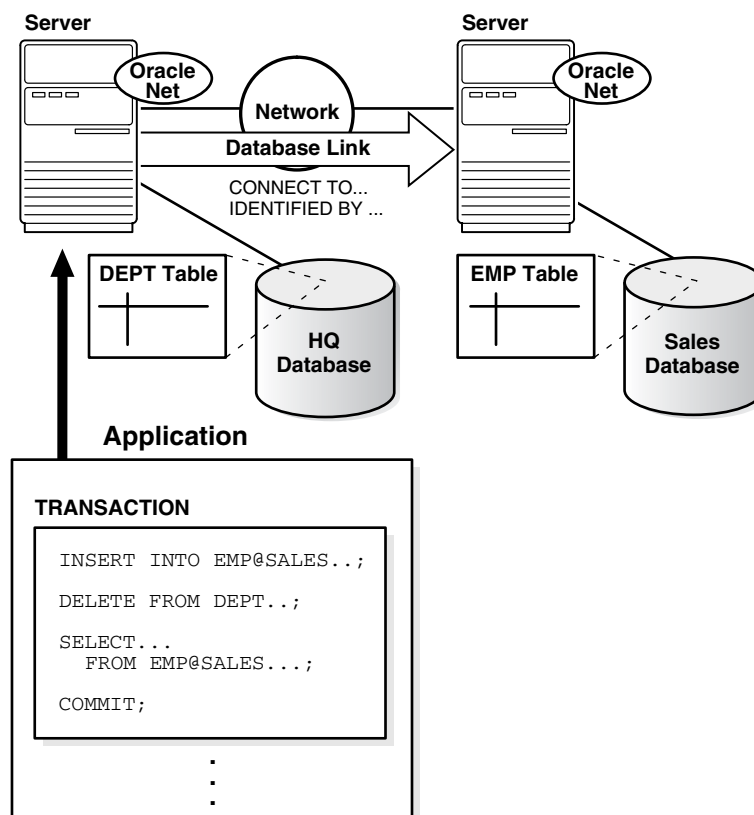 Server
Server
Oracle
Net
Oracle
Net
Network
Database Link
CONNECT TO...
IDENTIFIED BY ...
DEPT Table
EMP Table
HQ
Database
Sales
Database
Application
TRANSACTION
INSERT INTO EMP@SALES..;
DELETE FROM DEPT..;
SELECT...
FROM EMP@SALES...;
COMMIT;
.
.
.